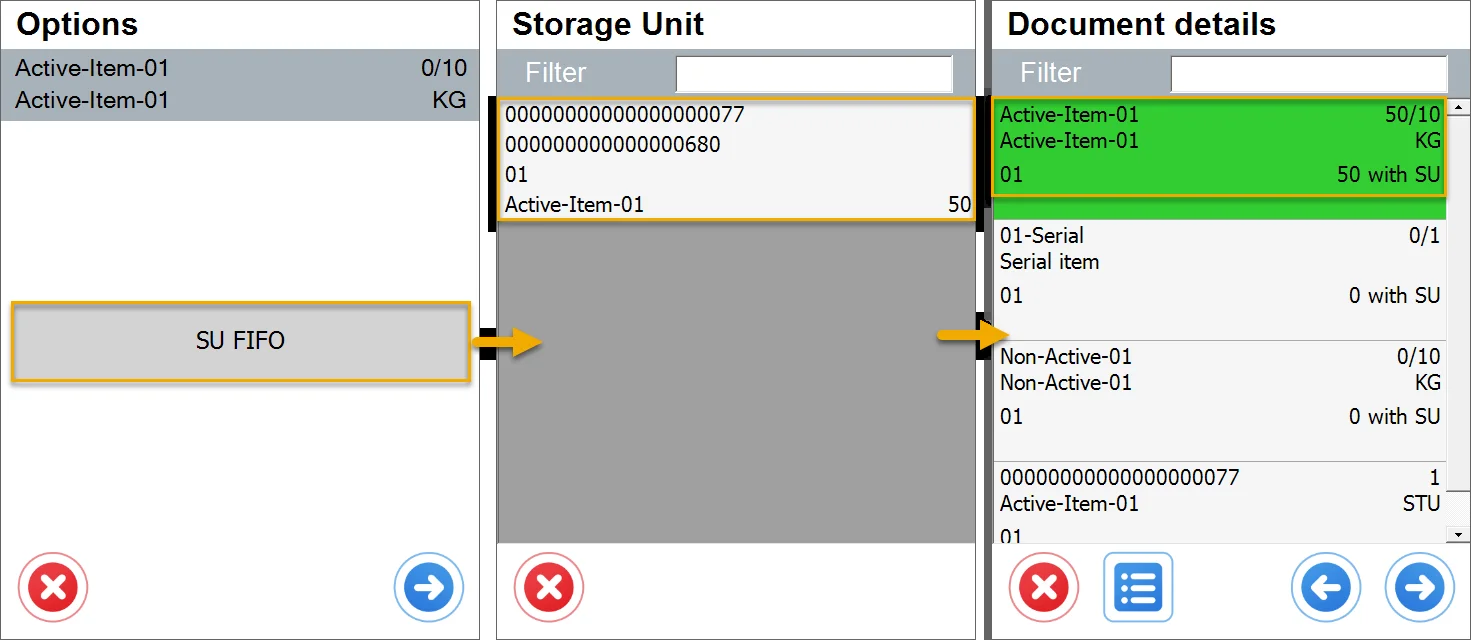 Options
Active-Item-01 0/10
Active-Item-01 KG
SU FIFO
Storage Unit
Filter
00000000000000000077
000000000000000680
01
Active-Item-01 50
Document details
Filter
Active-Item-01 50/10
Active-Item-01 KG
01 50 with SU
01-Serial 0/1
Serial item
01 0 with SU
Non-Active-01 0/10
Non-Active-01 KG
01 0 with SU
00000000000000000077 1
Active-Item-01 STU
01